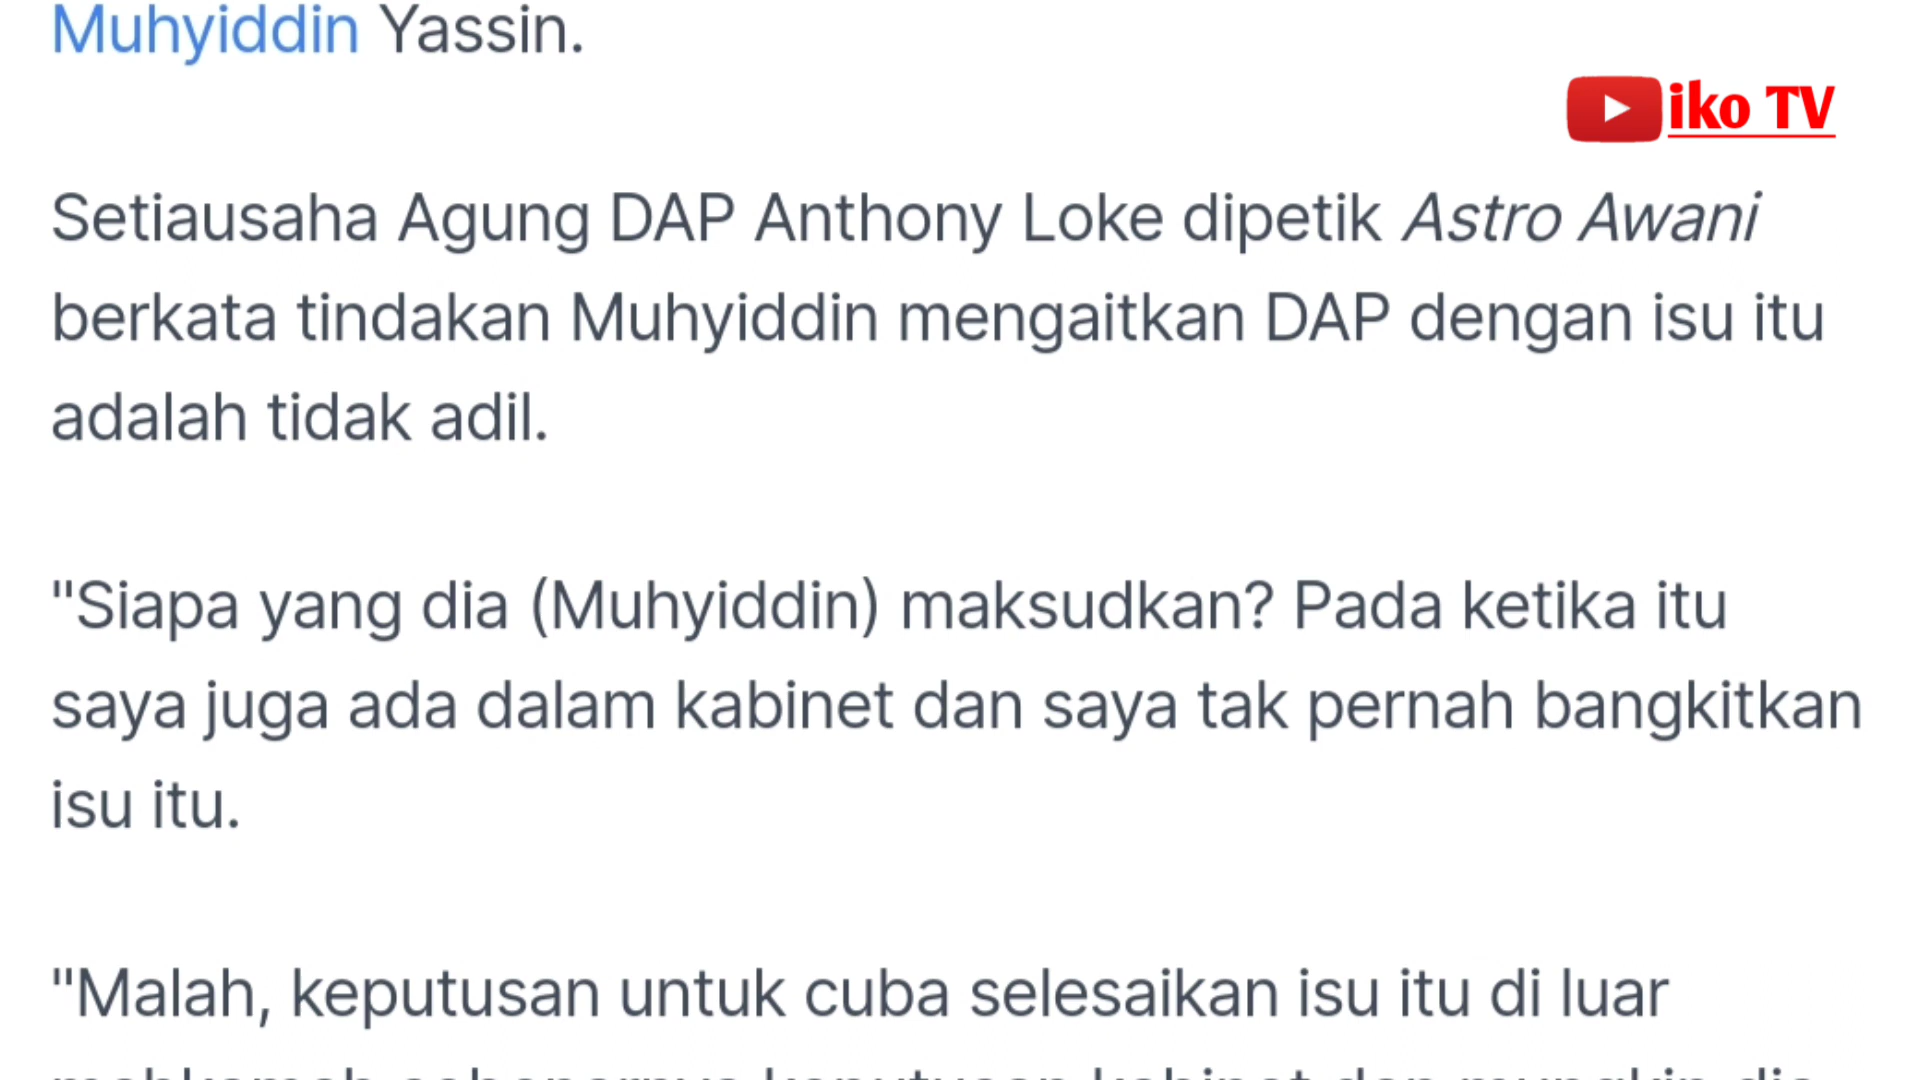 Muhyiddin Yassin.
iko TV
Setiausaha Agung DAP Anthony Loke dipetik Astro Awani
berkata tindakan Muhyiddin mengaitkan DAP dengan isu itu
adalah tidak adil.
"Siapa yang dia (Muhyiddin) maksudkan? Pada ketika itu
saya juga ada dalam kabinet dan saya tak pernah bangkitkan
isu itu.
"Malah, keputusan untuk cuba selesaikan isu itu di luar